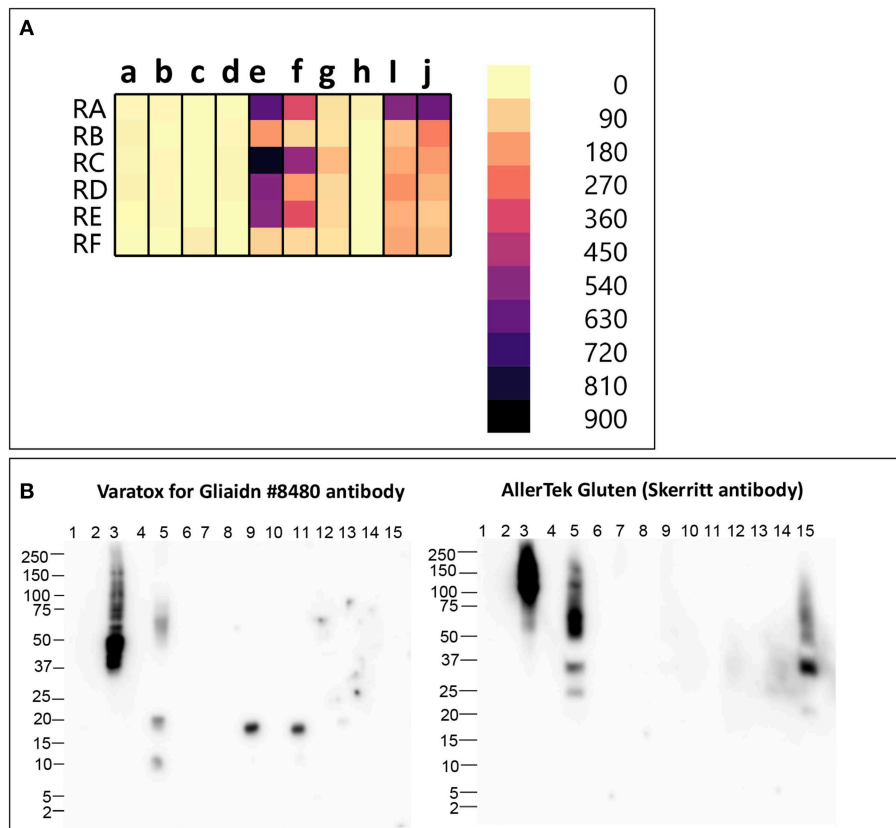 A
a b c d e f g h I j
RA
RB
RC
RD
RE
RF
0
90
180
270
360
450
540
630
720
810
900
B
Varatox for Gliaidn #8480 antibody
AllerTek Gluten (Skerritt antibody)
1 2 3 4 5 6 7 8 9 10 11 12 13 14 15
250
150
100
75
50
37
25
20
15
10
5
2
1 2 3 4 5 6 7 8 9 10 11 12 13 14 15
250
150
100
75
50
37
25
20
15
10
5
2